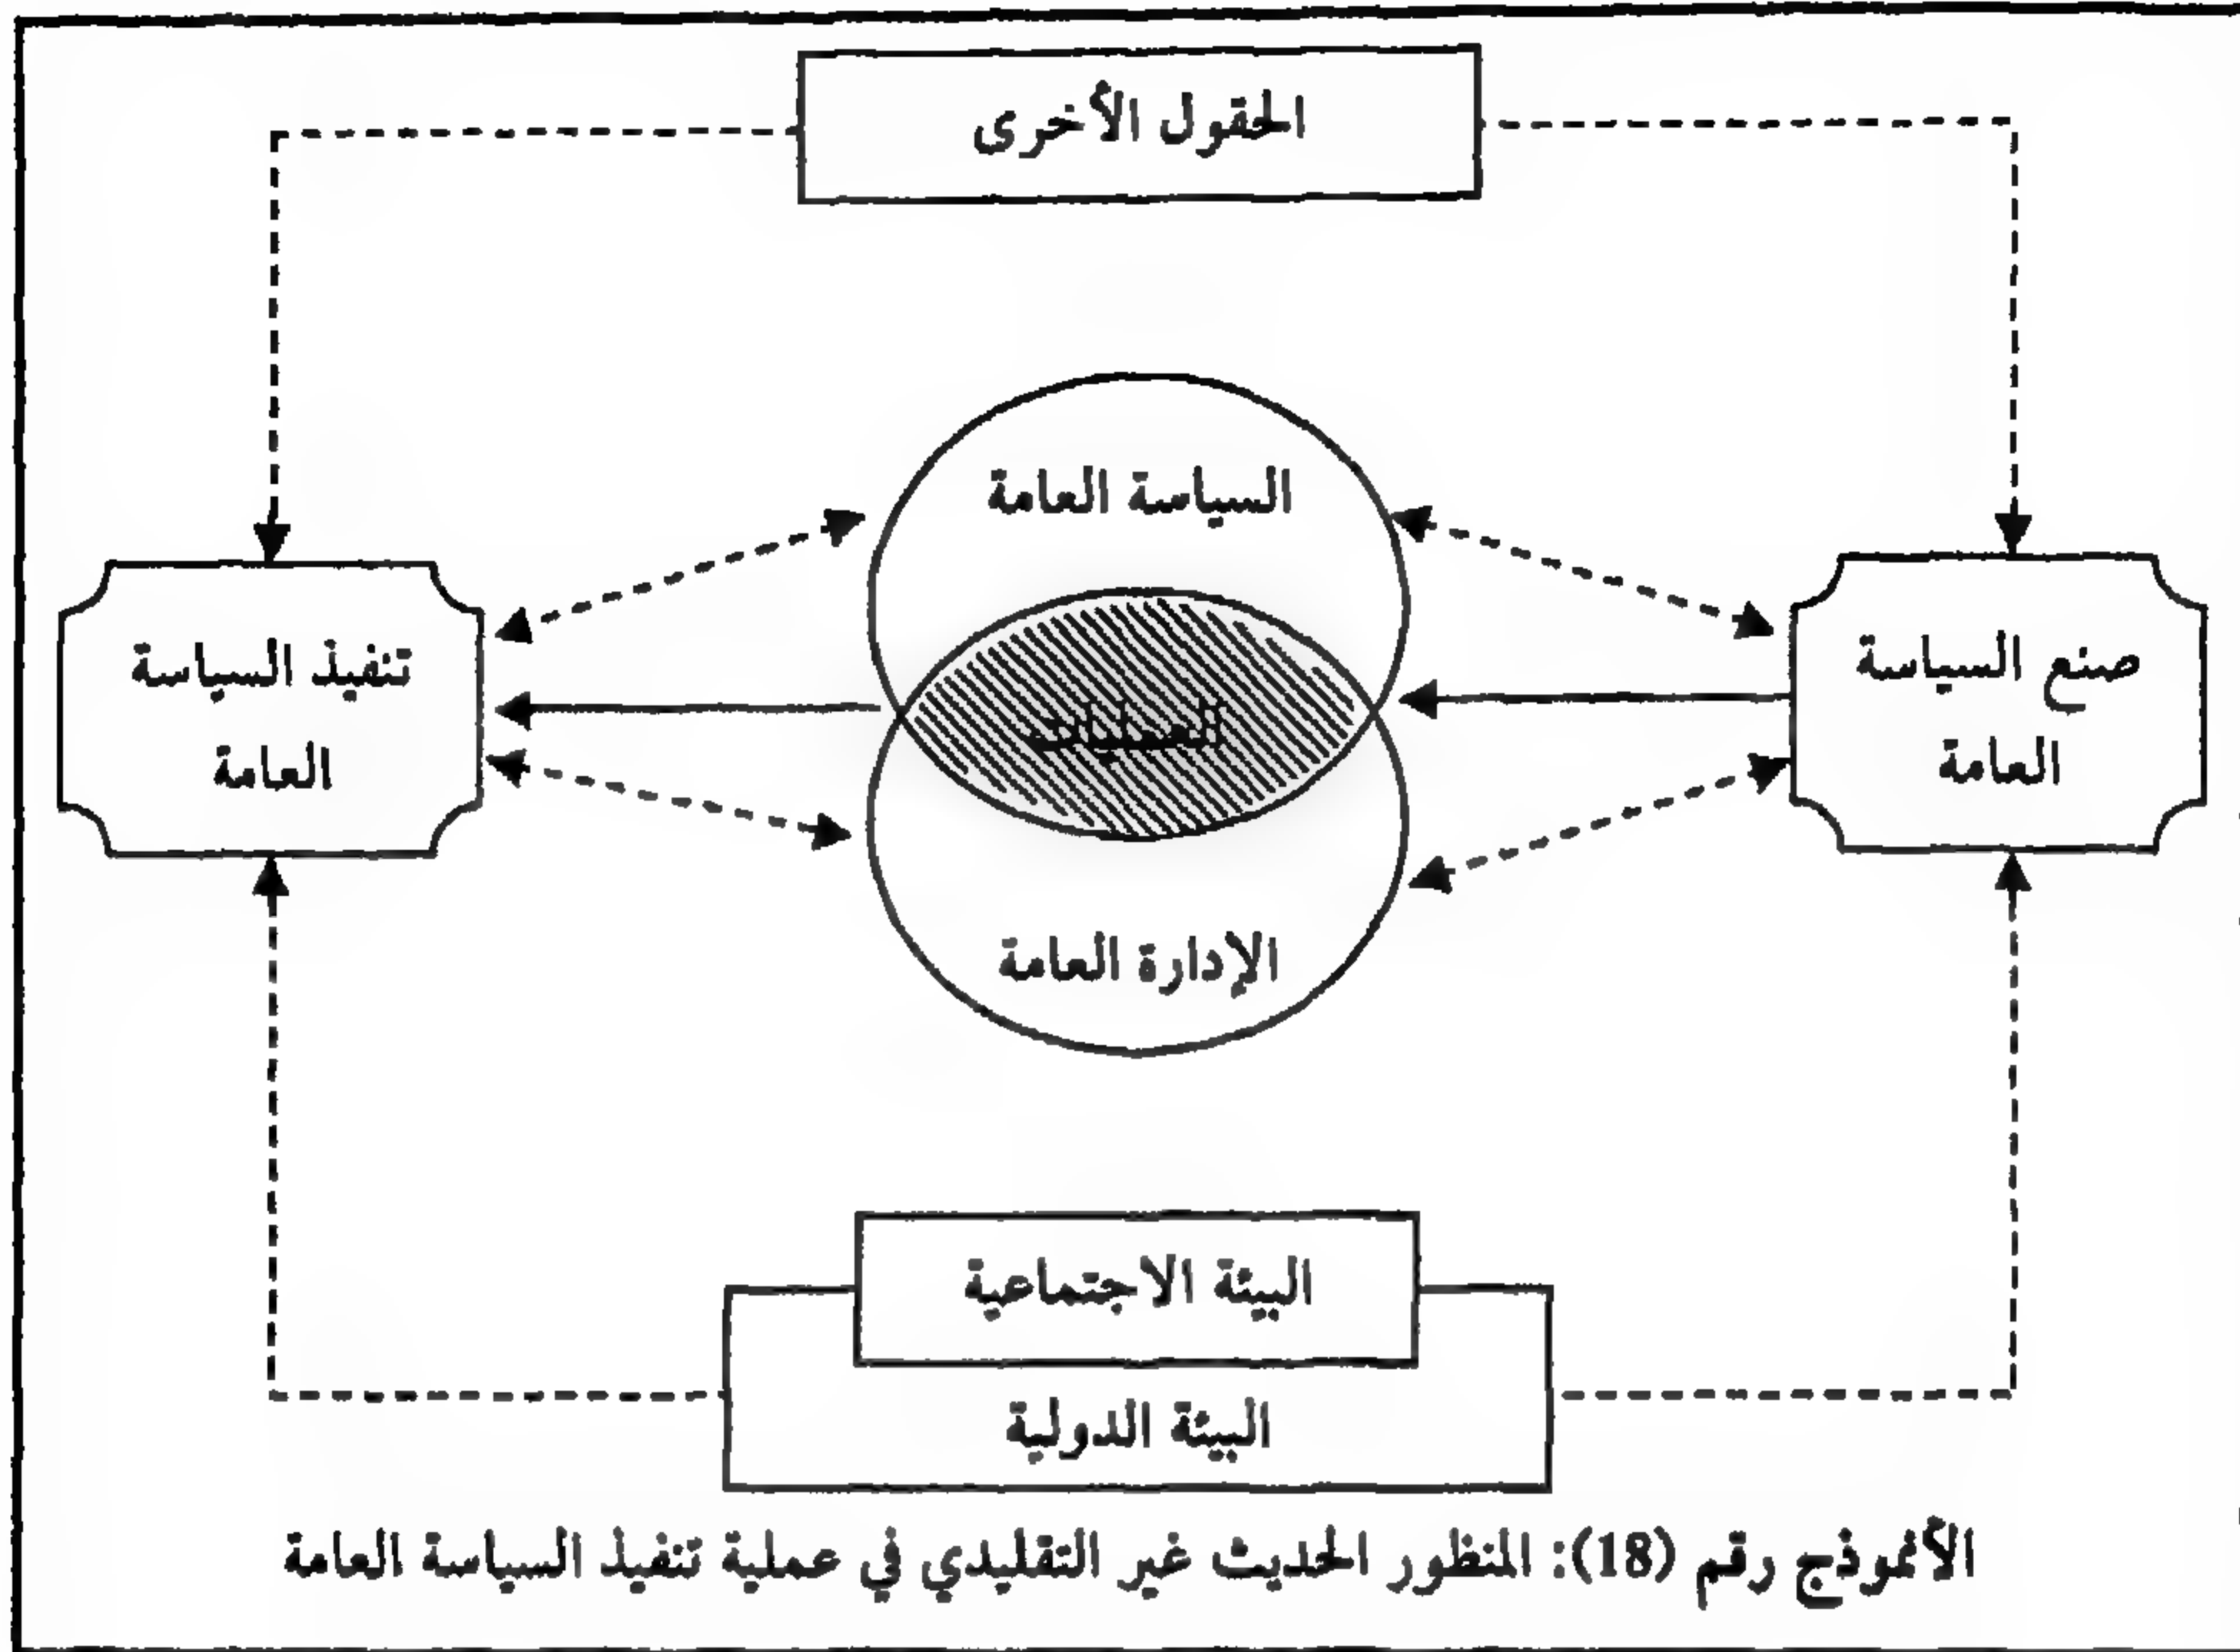 الحقول الأخرى
السياسة العامة
صنع السياسة
العامة
العمليات
تنفيذ السياسة
العامة
الإدارة العامة
البيئة الاجتماعية
البيئة الدولية
الأنموذج رقم (18): المنظور الحديث غير التقليدي في عملية تنفيذ السياسة العامة